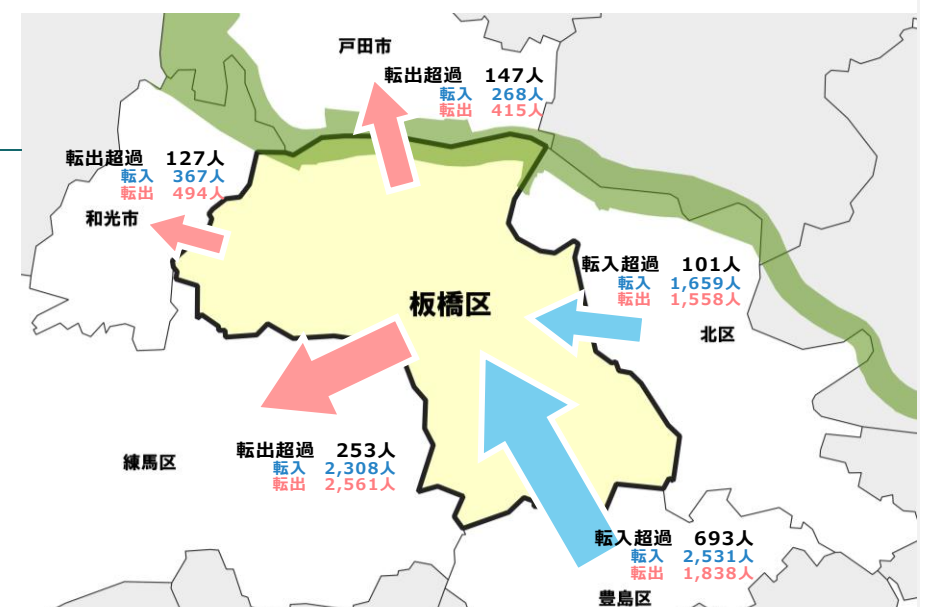 戸田市
転出超過 147人
転入 268人
転出 415人
転出超過 127人
転入 367人
転出 494人
和光市
転入超過 101人
転入 1,659人
転出 1,558人
板橋区
北区
転出超過 253人
転入 2,308人
転出 2,561人
練馬区
転入超過 693人
転入 2,531人
転出 1,838人
豊島区